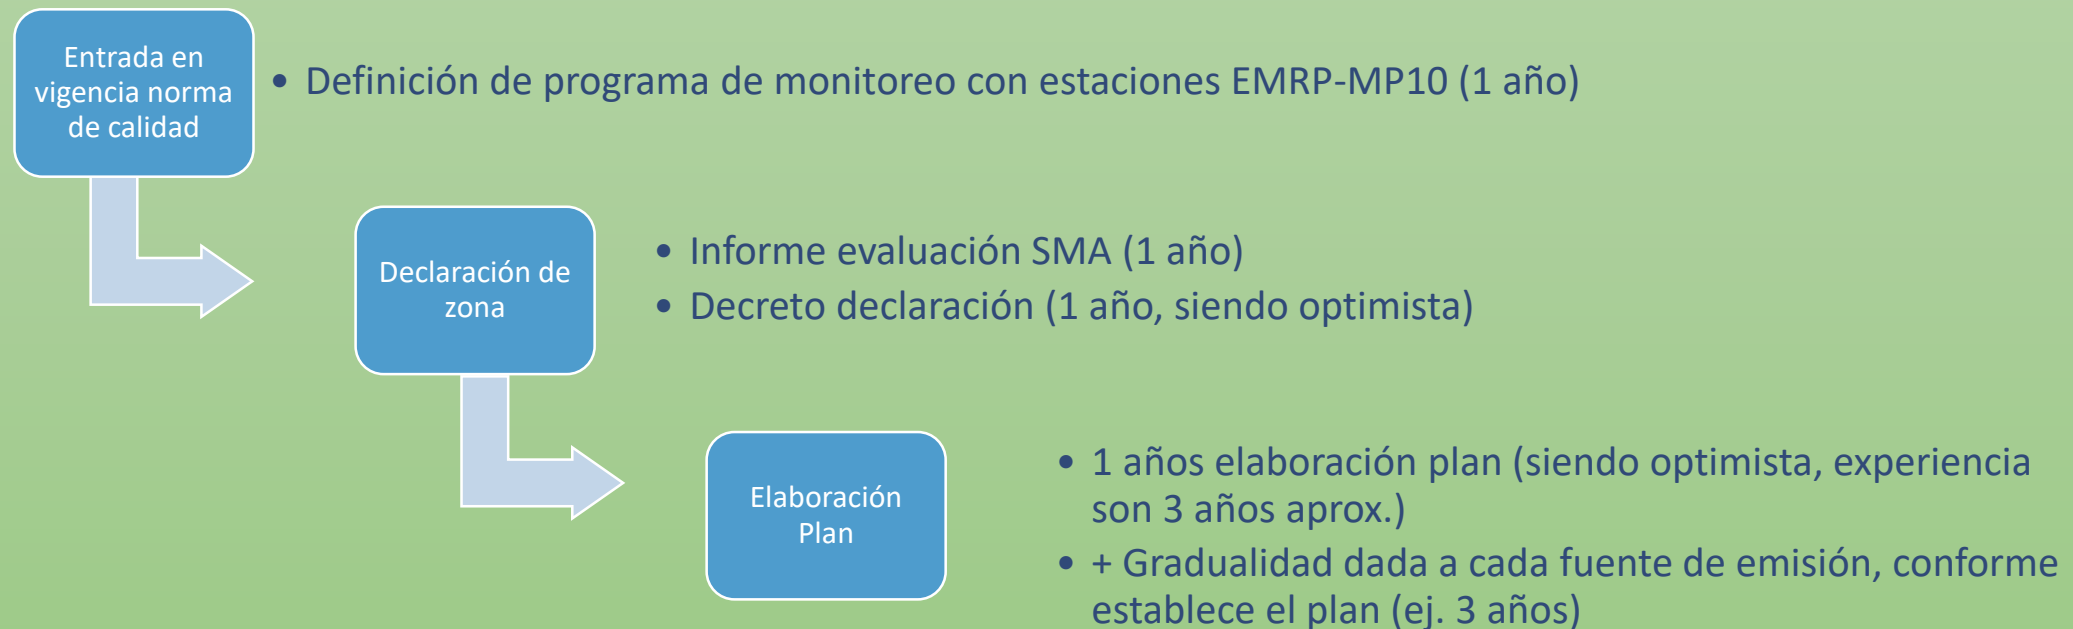 Entrada en
vigencia norma
de calidad
• Definición de programa de monitoreo con estaciones EMRP-MP10 (1 año)
Declaración de
zona
• Informe evaluación SMA (1 año)
• Decreto declaración (1 año, siendo optimista)
Elaboración
Plan
• 1 años elaboración plan (siendo optimista, experiencia
son 3 años aprox.)
• + Gradualidad dada a cada fuente de emisión, conforme
establece el plan (ej. 3 años)